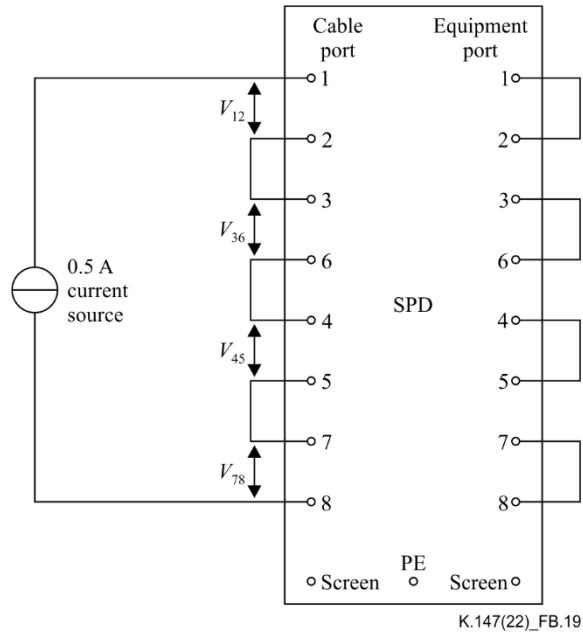 Cable
port
Equipment
port
1
1
V12
2
2
3
3
V36
6
6
0.5 A
current
source
SPD
4
4
V45
5
5
7
7
V78
8
8
PE
Screen
Screen
K.147(22)_FB.19